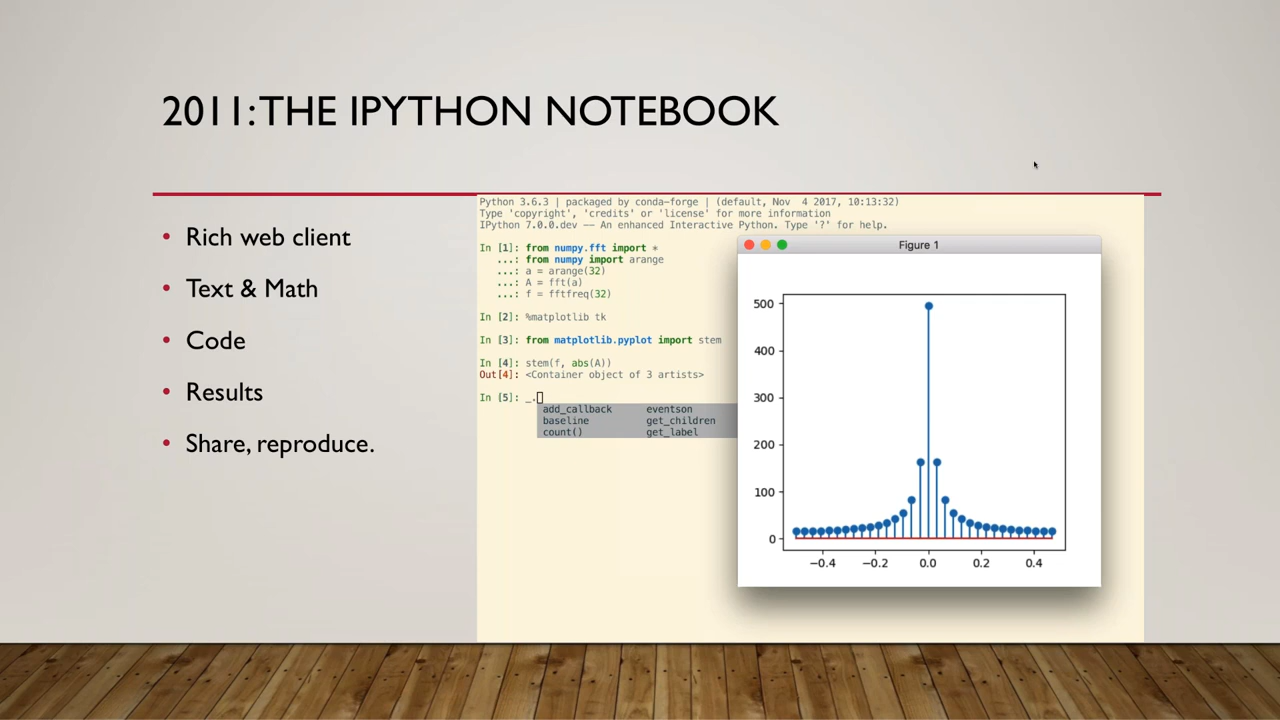 2011: THE IPYTHON NOTEBOOK
• Rich web client
• Text & Math
• Code
• Results
• Share, reproduce.
Python 3.6.3 | packaged by conda-forge | (default, Nov  4 2017, 10:13:32)
Type 'copyright', 'credits' or 'license' for more information
IPython 7.0.0.dev -- An enhanced Interactive Python. Type '?' for help.
In [1]: from numpy.fft import *
   ...: from numpy import arange
   ...: a = arange(32)
   ...: A = fft(a)
   ...: f = fftfreq(32)
In [2]: %matplotlib tk
In [3]: from matplotlib.pyplot import stem
In [4]: stem(f, abs(A))
Out[4]: <Container object of 3 artists>
In [5]: _.
add_callback eventson
baseline get_children
count() get_label
Figure 1
500
400
300
200
100
0
−0.4 −0.2 0.0 0.2 0.4